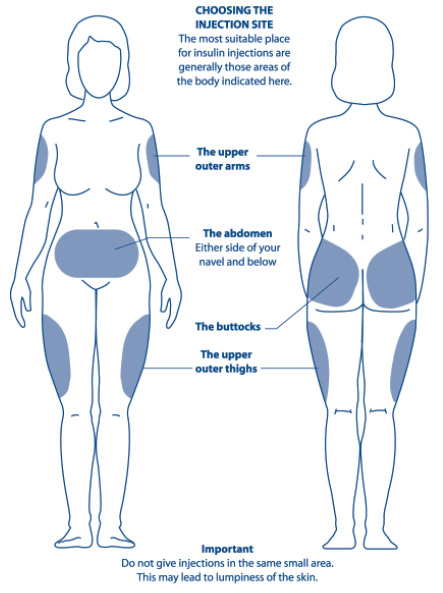 CHOOSING THE
INJECTION SITE
The most suitable place
for insulin injections are
generally those areas of
the body indicated here.
The upper
outer arms
The abdomen
Either side of your
navel and below
The buttocks
The upper
outer thighs
Important
Do not give injections in the same small area.
This may lead to lumpiness of the skin.